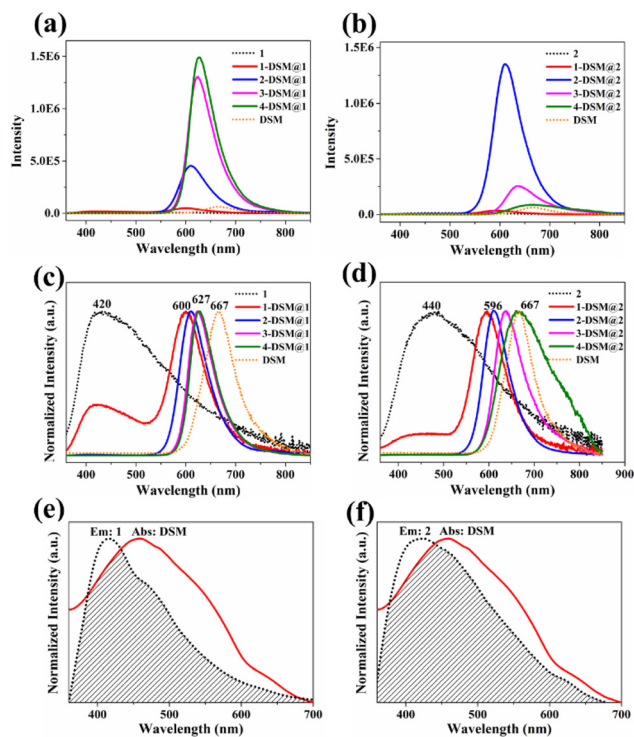 (a)
1.5E6
1.0E6
5.0E5
0.0
Intensity
400 500 600 700 800
Wavelength (nm)
1
1-DSM@1
2-DSM@1
3-DSM@1
4-DSM@1
DSM
(b)
1.5E6
1.0E6
5.0E5
0.0
Intensity
400 500 600 700 800
Wavelength (nm)
2
1-DSM@2
2-DSM@2
3-DSM@2
4-DSM@2
DSM
(c)
420 600 627 667
Normalized Intensity (a.u.)
400 500 600 700 800
Wavelength (nm)
1
1-DSM@1
2-DSM@1
3-DSM@1
4-DSM@1
DSM
(d)
440 596 667
Normalized Intensity (a.u.)
400 500 600 700 800 900
Wavelength (nm)
2
1-DSM@2
2-DSM@2
3-DSM@2
4-DSM@2
DSM
(e)
Em: 1 Abs: DSM
Normalized Intensity (a.u.)
400 500 600 700
Wavelength (nm)
(f)
Em: 2 Abs: DSM
Normalized Intensity (a.u.)
400 500 600 700
Wavelength (nm)